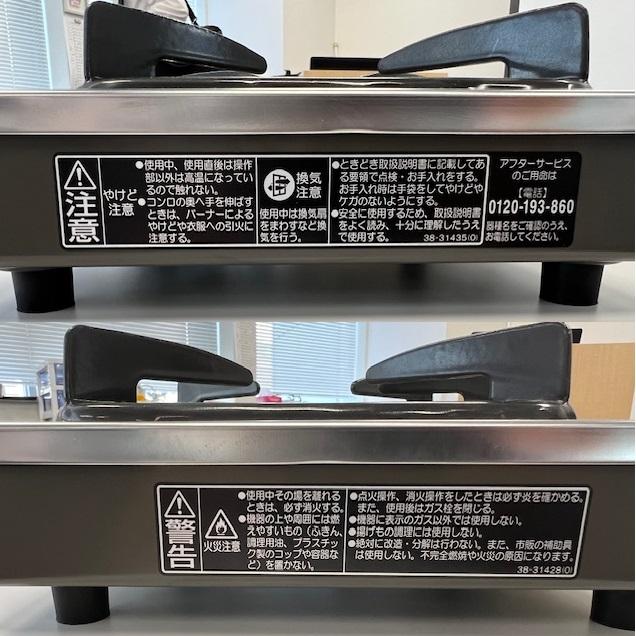 注意
やけど
注意
●使用中、使用直後は操作
部以外は高温になってい
るので触れない。
●コンロの奥へ手を伸ばす
ときは、バーナーによる
やけどや衣服への引火に
注意する。
換気
注意
使用中は換気扇
をまわすなど換
気を行う。
●ときどき取扱説明書に記載してあ
る要領で点検・お手入れをする。
お手入れ時は手袋をしてやけどや
ケガのないようにする。
●安全に使用するため、取扱説明書
をよく読み、十分に理解したうえ
で使用する。
38-31435(0)
アフターサービス
のご用命は
【電話】
0120-193-860
器種名をご確認のうえ、
お電話してください。
警告
火災注意
●使用中その場を離れる
ときは、必ず消火する。
●機器の上や周囲には燃
えやすいもの(ふきん、
調理用油、プラスチッ
ク製のコップや容器な
ど)を置かない。
●点火操作、消火操作をしたときは必ず炎を確かめる。
また、使用後はガス栓を閉じる。
●機器に表示のガス以外では使用しない。
●揚げもの調理には使用しない。
●絶対に改造・分解は行わない。また、市販の補助具
は使用しない。不完全燃焼や火災の原因になります。
38-31428(0)